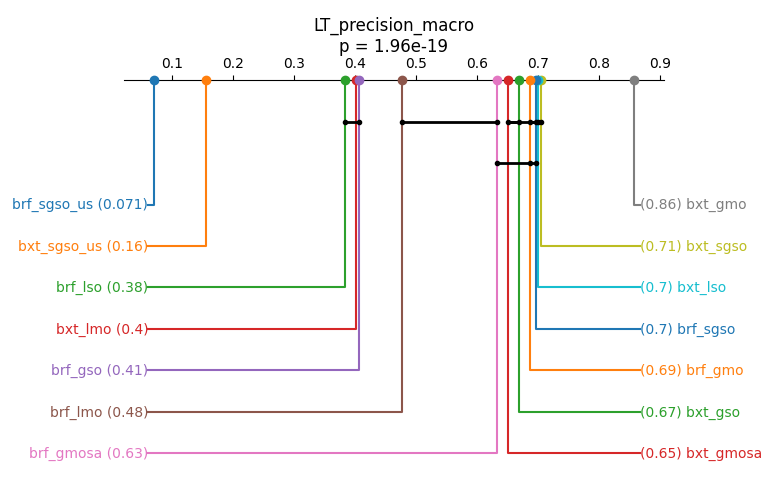 LT_precision_macro
p = 1.96e-19
0.1 0.2 0.3 0.4 0.5 0.6 0.7 0.8 0.9
brf_sgso_us (0.071) (0.86) bxt_gmo
bxt_sgso_us (0.16) (0.71) bxt_sgso
brf_lso (0.38) (0.7) bxt_lso
bxt_lmo (0.4) (0.7) brf_sgso
brf_gso (0.41) (0.69) brf_gmo
brf_lmo (0.48) (0.67) bxt_gso
brf_gmosa (0.63) (0.65) bxt_gmosa